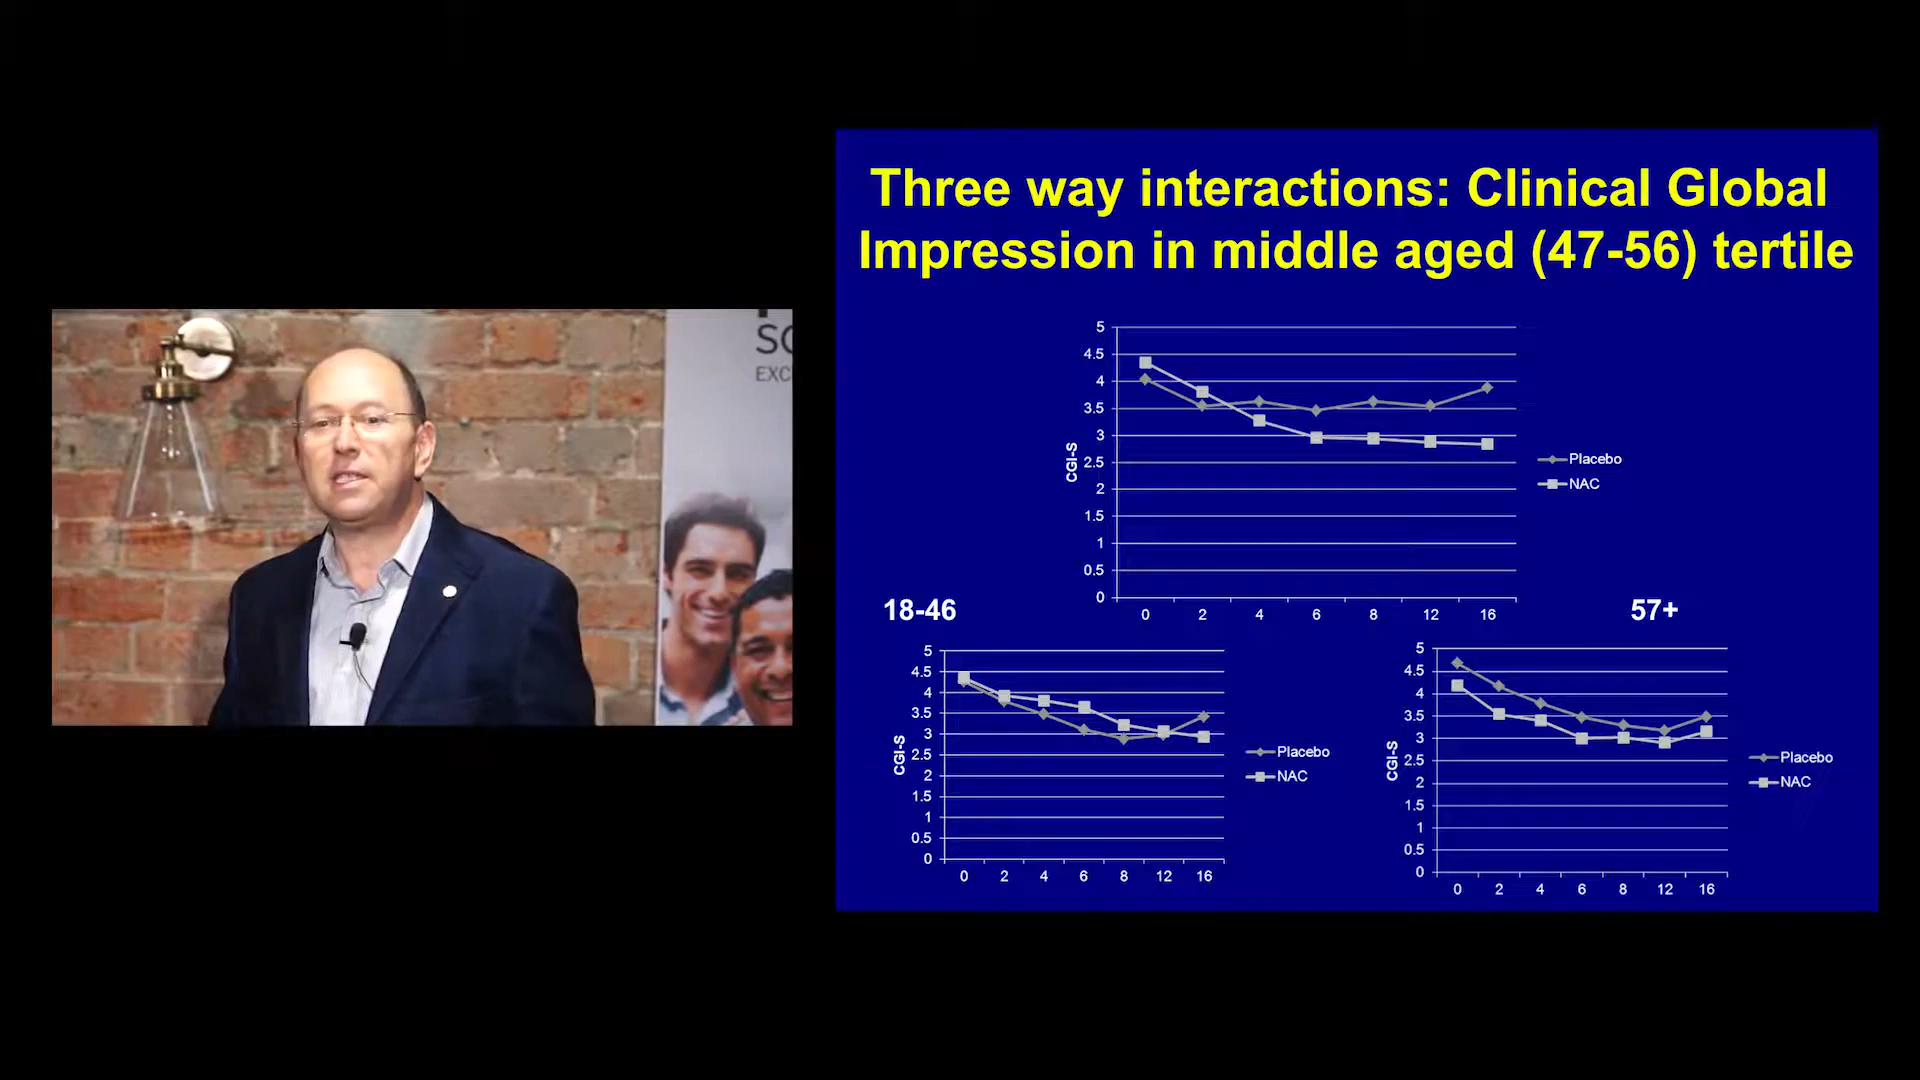 SO
EXC
Three way interactions: Clinical Global
Impression in middle aged (47-56) tertile
5
4.5
4
3.5
3
2.5
2
1.5
1
0.5
0
CGI-S
0 2 4 6 8 12 16
Placebo
NAC
18-46
5
4.5
4
3.5
3
2.5
2
1.5
1
0.5
0
CGI-S
0 2 4 6 8 12 16
Placebo
NAC
57+
5
4.5
4
3.5
3
2.5
2
1.5
1
0.5
0
CGI-S
0 2 4 6 8 12 16
Placebo
NAC